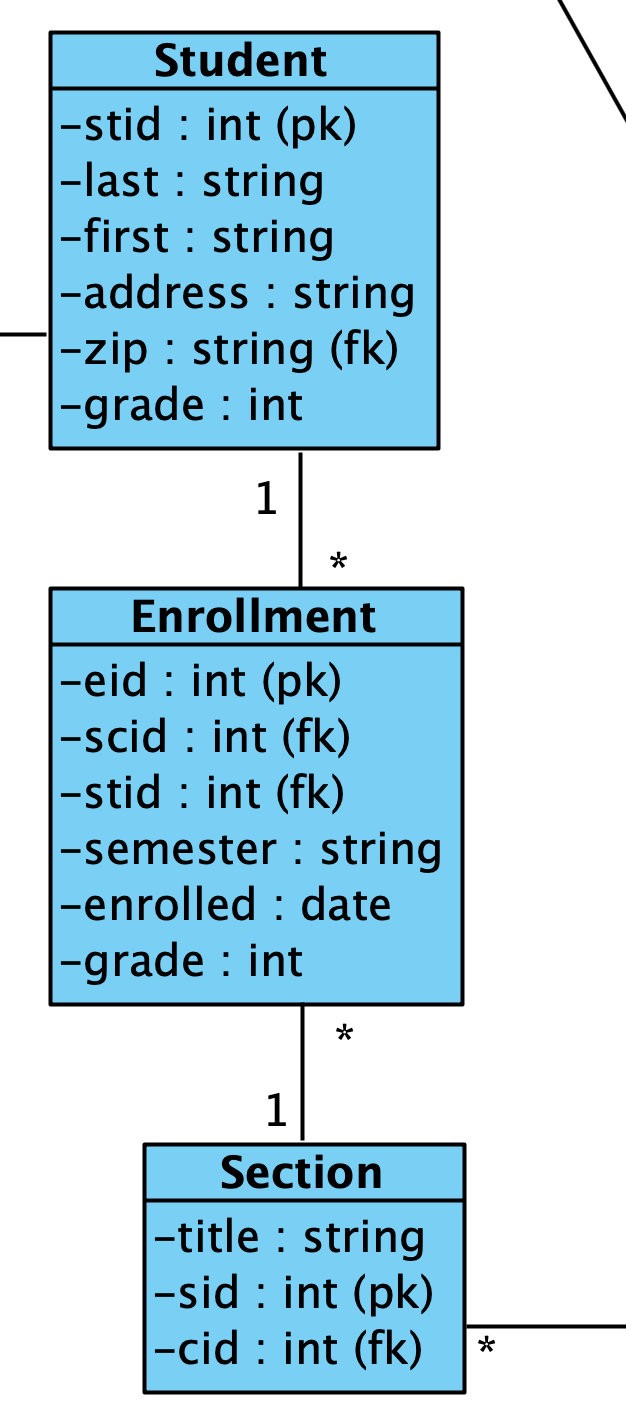 Student
-stid : int (pk)
-last : string
-first : string
-address : string
-zip : string (fk)
-grade : int
1
*
Enrollment
-eid : int (pk)
-scid : int (fk)
-stid : int (fk)
-semester : string
-enrolled : date
-grade : int
*
1
Section
-title : string
-sid : int (pk)
-cid : int (fk)
*